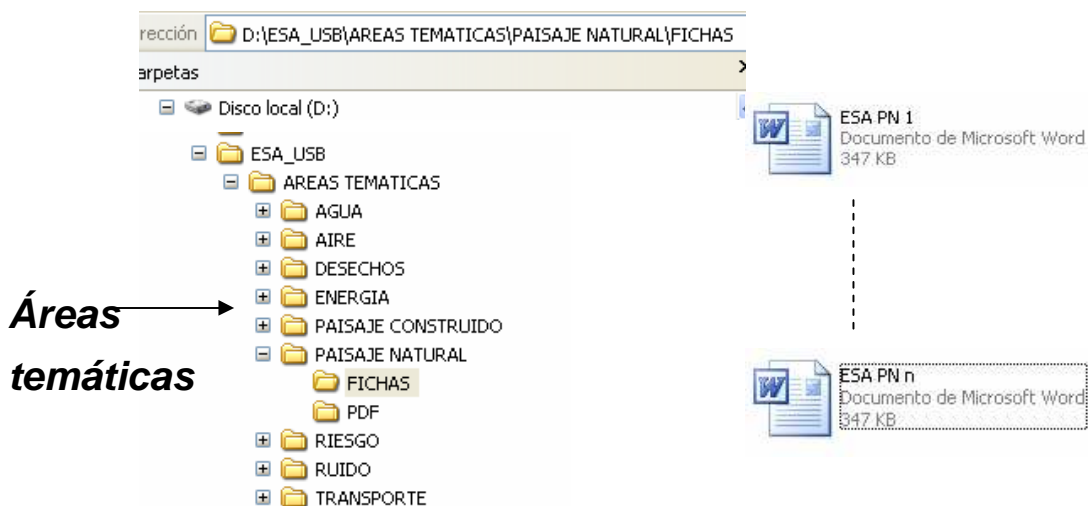 rección D:\ESA_USB\AREAS TEMATICAS\PAISAJE NATURAL\FICHAS
arpetas
Disco local (D:)
ESA_USB
AREAS TEMATICAS
AGUA
AIRE
DESECHOS
ENERGIA
PAISAJE CONSTRUIDO
PAISAJE NATURAL
FICHAS
PDF
RIESGO
RUIDO
TRANSPORTE
Áreas
temáticas
ESA PN 1
Documento de Microsoft Word
347 KB
ESA PN n
Documento de Microsoft Word
347 KB